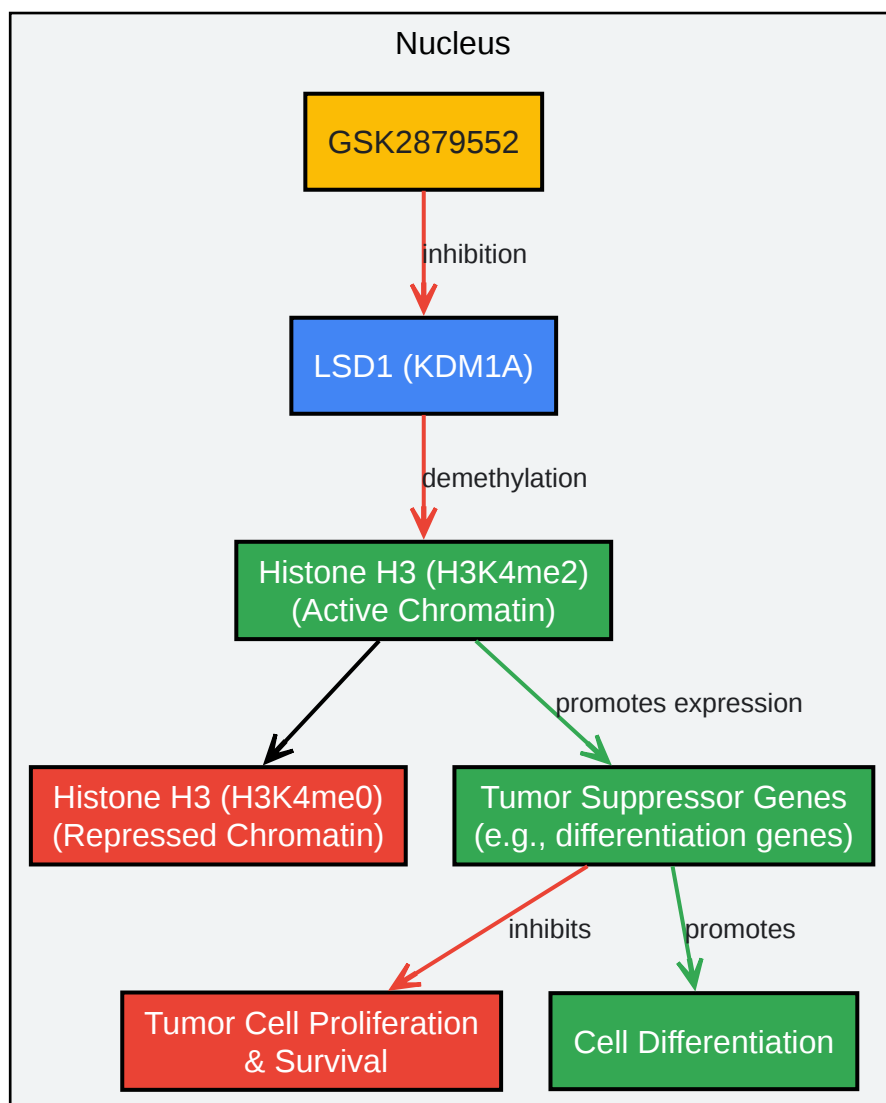 Nucleus
GSK2879552
inhibition
LSD1 (KDM1A)
demethylation
Histone H3 (H3K4me2)
(Active Chromatin)
promotes expression
Histone H3 (H3K4me0)
(Repressed Chromatin)
Tumor Suppressor Genes
(e.g., differentiation genes)
inhibits
promotes
Tumor Cell Proliferation
& Survival
Cell Differentiation